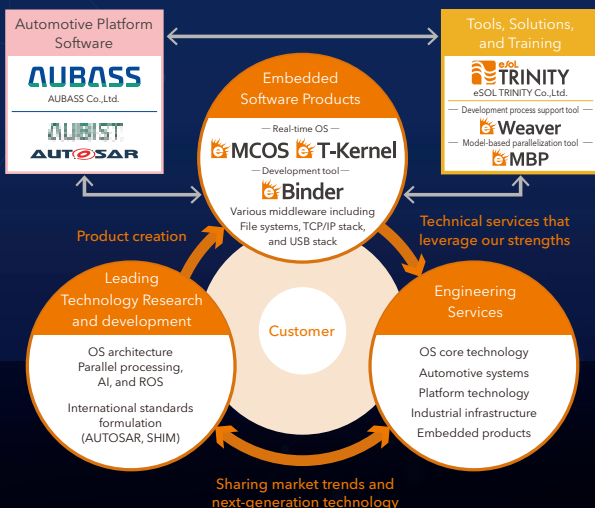 Automotive Platform
Software
AUBASS
AUBASS Co.,Ltd.
AUBIST
AUTOSAR
Tools, Solutions,
and Training
eSOL
TRINITY
eSOL TRINITY Co.,Ltd.
Development process support tool
eWeaver
Model-based parallelization tool
eMBP
Embedded
Software Products
Real-time OS
eMCOS eT-Kernel
Development tool
eBinder
Various middleware including
File systems, TCP/IP stack,
and USB stack
Product creation
Technical services that
leverage our strengths
Leading
Technology Research
and development
OS architecture
Parallel processing,
AI, and ROS
International standards
formulation
(AUTOSAR, SHIM)
Customer
Engineering
Services
OS core technology
Automotive systems
Platform technology
Industrial infrastructure
Embedded products
Sharing market trends and
next-generation technology